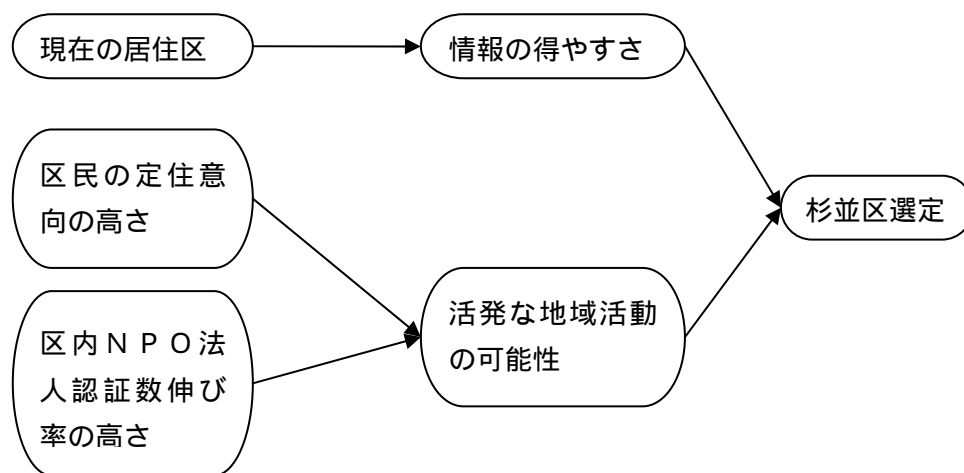 現在の居住区
情報の得やすさ
区民の定住意
向の高さ
杉並区選定
活発な地域活動
の可能性
区内ＮＰＯ法
人認証数伸び
率の高さ